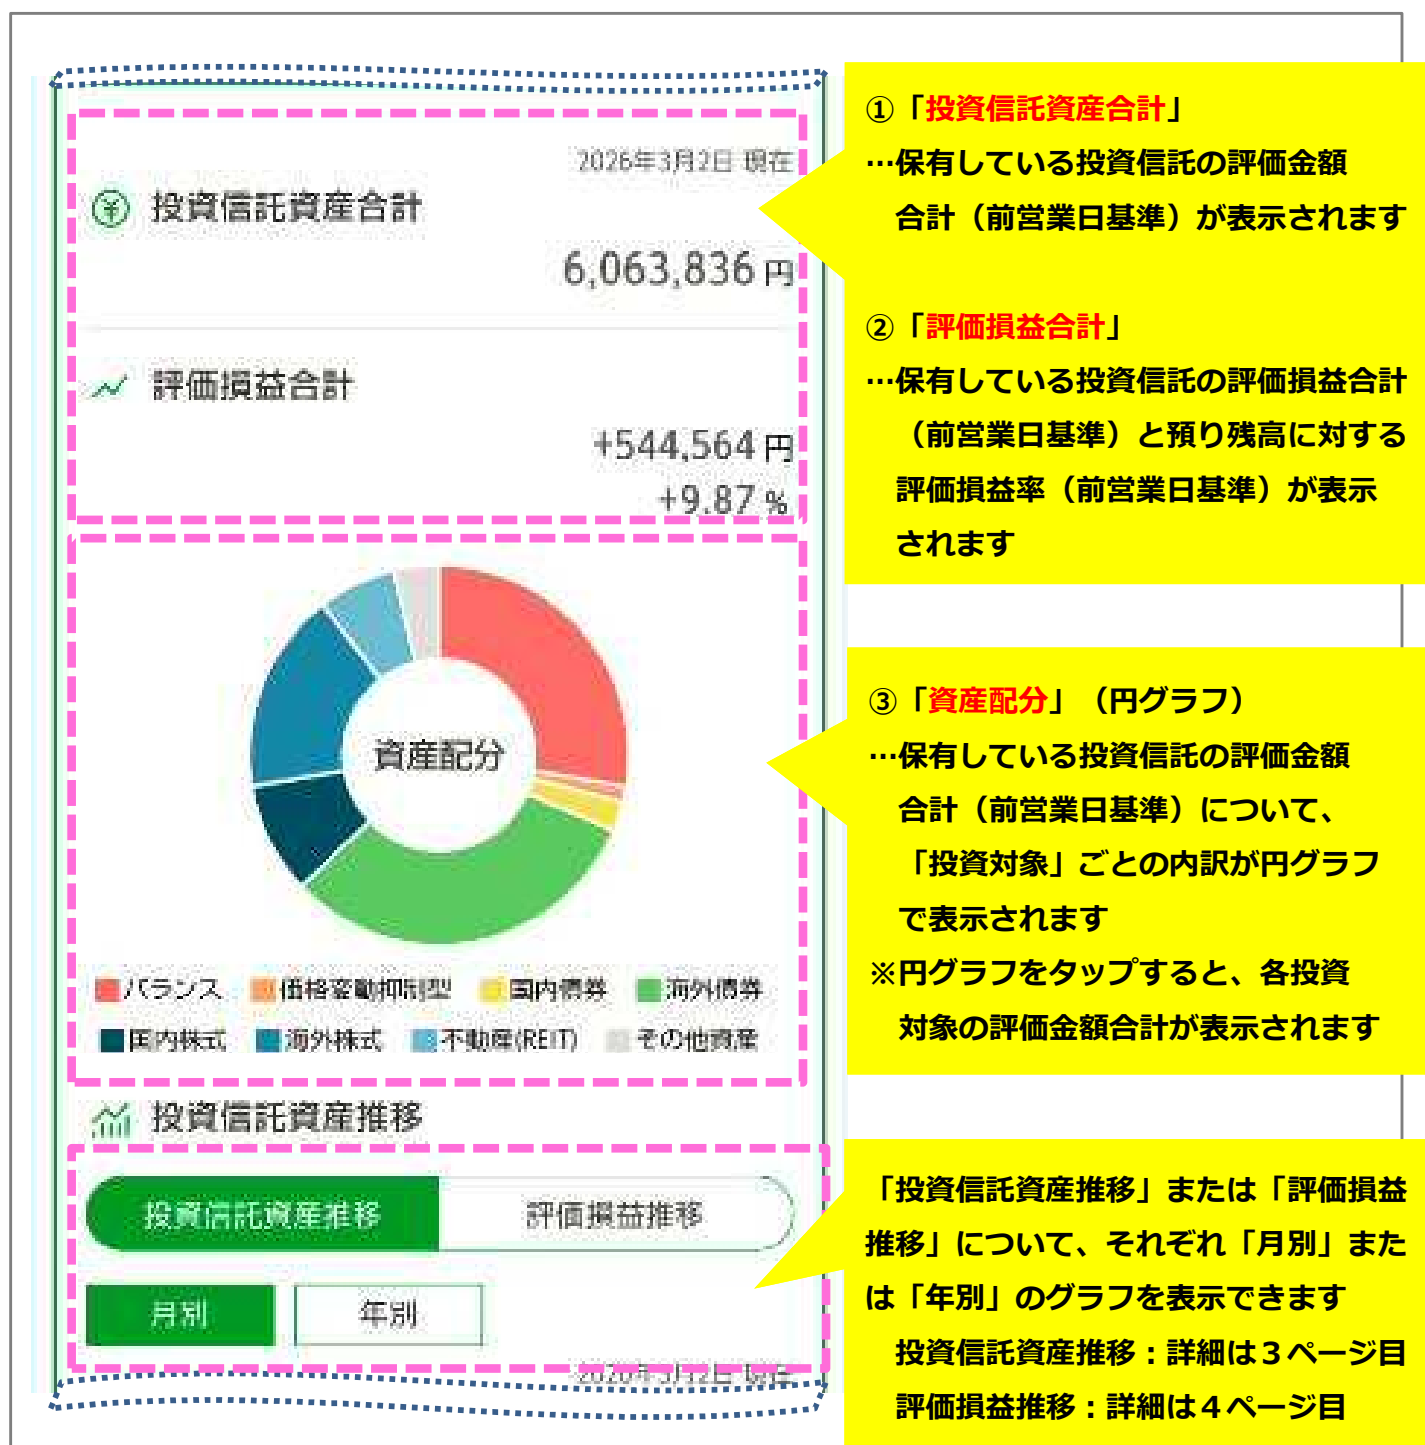 2026年3月2日 現在
投資信託資産合計
6,063,836 円
評価損益合計
+544,564 円
+9.87 %
資産配分
バランス 価格変動抑制型 国内債券 海外債券
国内株式 海外株式 不動産(REIT) その他資産
投資信託資産推移
投資信託資産推移 評価損益推移
月別 年別
2026年3月2日 現在
①「投資信託資産合計」
…保有している投資信託の評価金額
合計（前営業日基準）が表示されます
②「評価損益合計」
…保有している投資信託の評価損益合計
（前営業日基準）と預り残高に対する
評価損益率（前営業日基準）が表示
されます
③「資産配分」（円グラフ）
…保有している投資信託の評価金額
合計（前営業日基準）について、
「投資対象」ごとの内訳が円グラフ
で表示されます
※円グラフをタップすると、各投資
対象の評価金額合計が表示されます
「投資信託資産推移」または「評価損益
推移」について、それぞれ「月別」また
は「年別」のグラフを表示できます
投資信託資産推移：詳細は３ページ目
評価損益推移：詳細は４ページ目